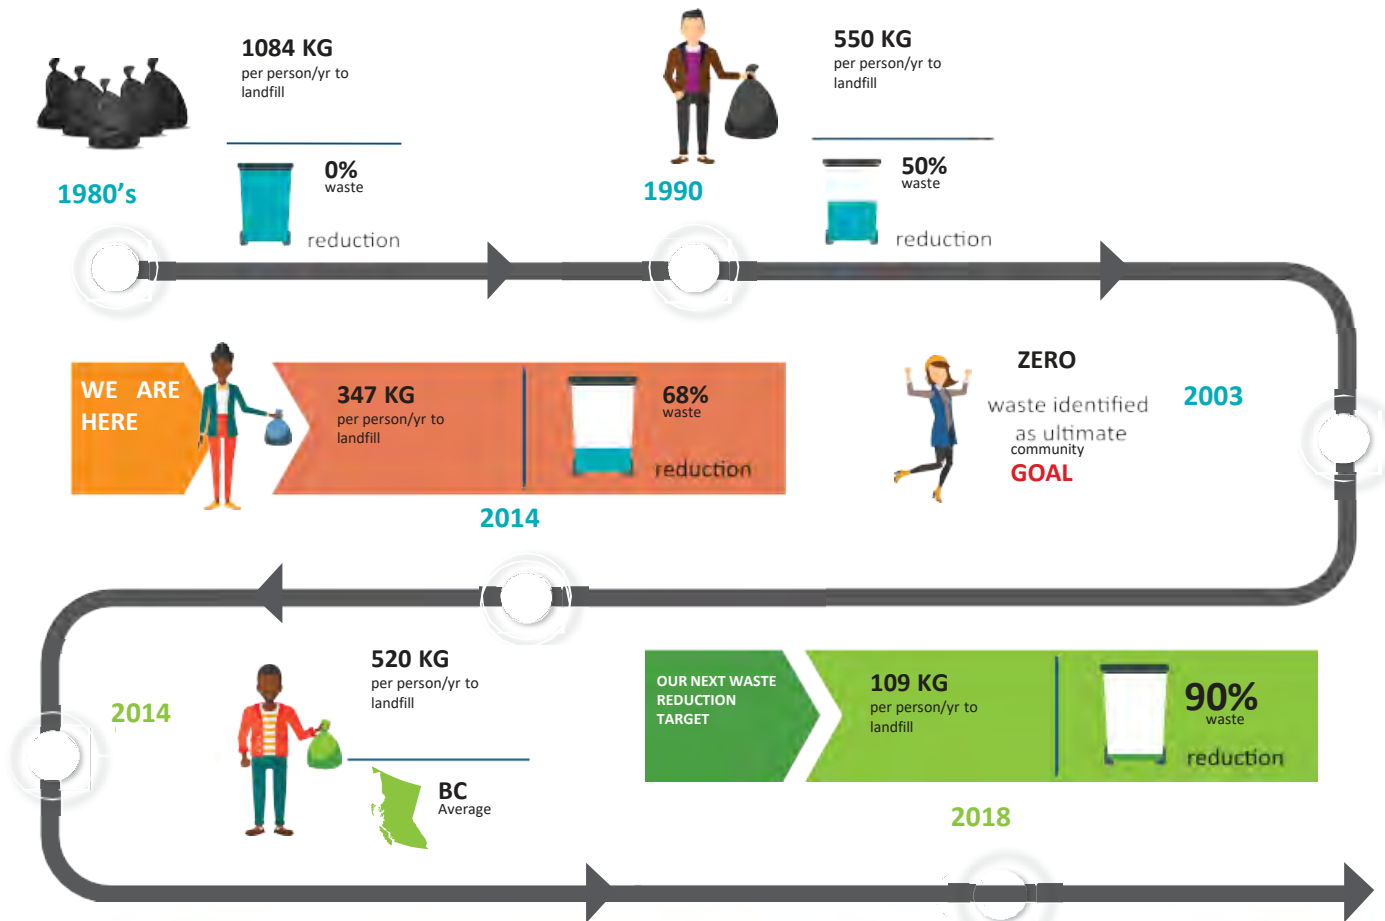 1084 KG
per person/yr to
landfill
0%
waste
reduction
1980's
550 KG
per person/yr to
landfill
50%
waste
reduction
1990
ZERO
waste identified
as ultimate
community
GOAL
2003
WE ARE
HERE
347 KG
per person/yr to
landfill
68%
waste
reduction
2014
2014
520 KG
per person/yr to
landfill
BC
Average
OUR NEXT WASTE
REDUCTION
TARGET
109 KG
per person/yr to
landfill
90%
waste
reduction
2018